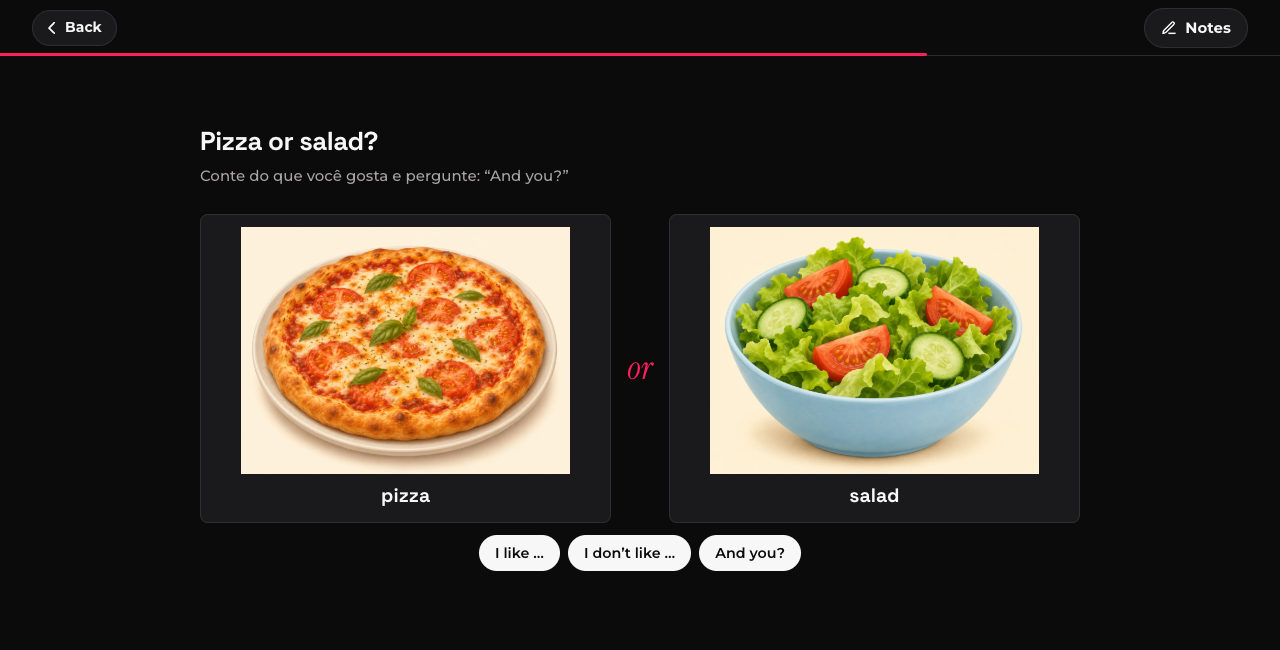 Back
Notes
Pizza or salad?
Conte do que você gosta e pergunte: “And you?”
or
pizza
salad
I like ...
I don’t like ...
And you?